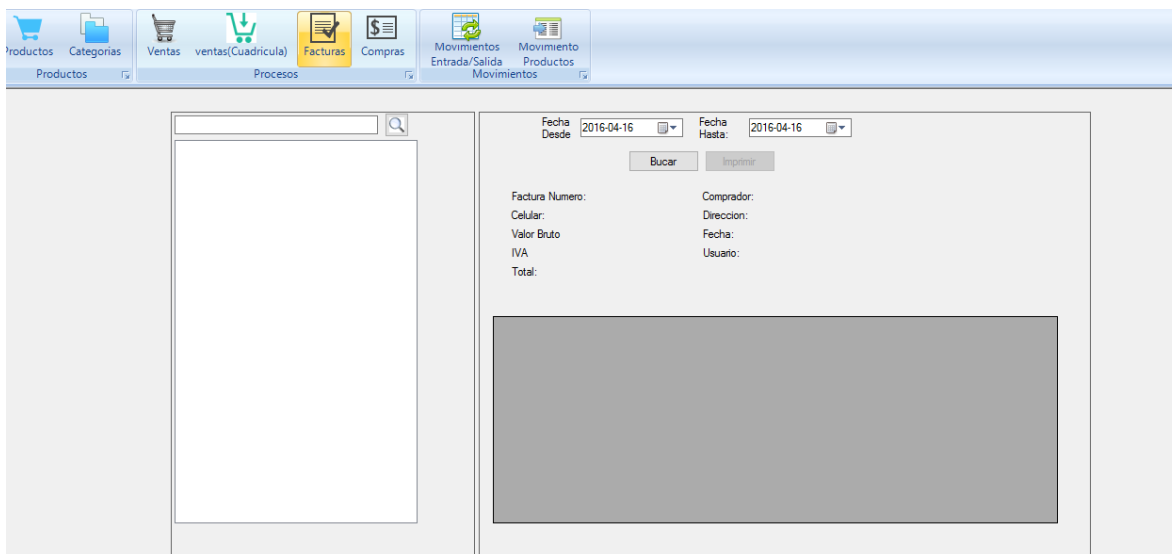 Productos Categorias
Productos
Ventas ventas(Cuadricula) Facturas Compras
Procesos
Movimientos Entrada/Salida Movimiento Productos
Movimientos
Fecha Desde 2016-04-16 Fecha Hasta: 2016-04-16
Bucar Imprimir
Factura Numero: Comprador:
Celular: Direccion:
Valor Bruto Fecha:
IVA Usuario:
Total: